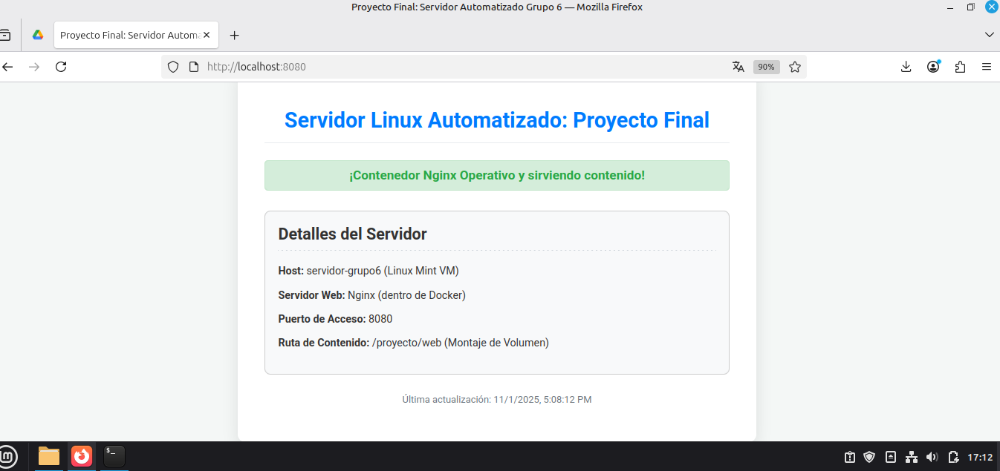 Proyecto Final: Servidor Automatizado Grupo 6 — Mozilla Firefox
Proyecto Final: Servidor Automa
http://localhost:8080
90%
Servidor Linux Automatizado: Proyecto Final
¡Contenedor Nginx Operativo y sirviendo contenido!
Detalles del Servidor
Host: servidor-grupo6 (Linux Mint VM)
Servidor Web: Nginx (dentro de Docker)
Puerto de Acceso: 8080
Ruta de Contenido: /proyecto/web (Montaje de Volumen)
Última actualización: 11/1/2025, 5:08:12 PM
$_
17:12